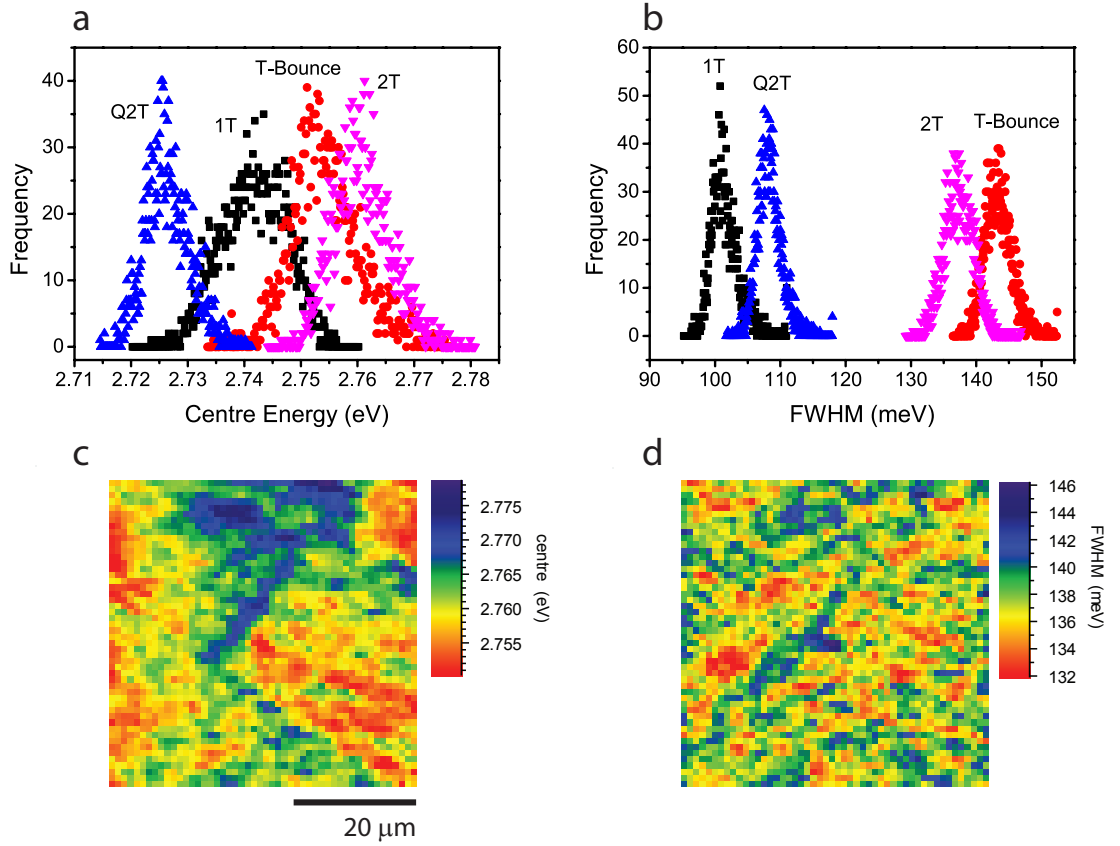 a
Frequency
40
30
20
10
0
Q2T
1T
T-Bounce
2T
2.71
2.72
2.73
2.74
2.75
2.76
2.77
2.78
Centre Energy (eV)
b
Frequency
60
50
40
30
20
10
0
1T
Q2T
2T
T-Bounce
90
100
110
120
130
140
150
FWHM (meV)
c
2.775
2.770
2.765
2.760
2.755
centre
(eV)
20 µm
d
146
144
142
140
138
136
134
132
FWHM
(meV)